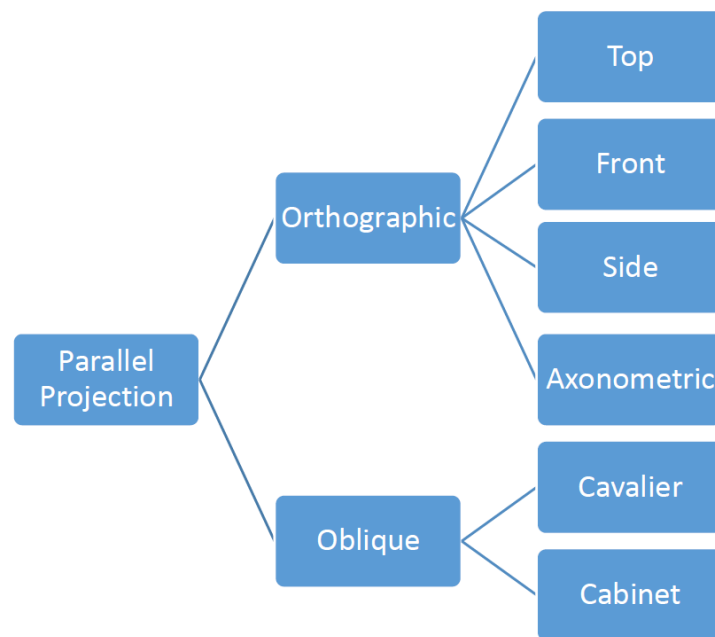 Top
Front
Orthographic
Side
Parallel
Projection
Axonometric
Cavalier
Oblique
Cabinet